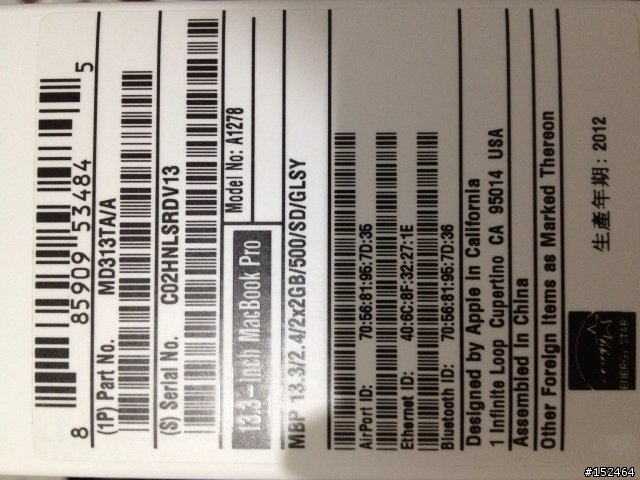 8 85909 53484 5
(1P) Part No. MD313TA/A
(S) Serial No. C02HNLSRDV13
13.3-inch MacBook Pro Model No: A1278
MBP 13.3/2.4/2x2GB/500/SD/GLSY
AirPort ID: 70:56:81:95:7D:36
Ethernet ID: 40:6C:8F:32:27:1E
Bluetooth ID: 70:56:81:95:7D:36
Designed by Apple in California
1 Infinite Loop Cupertino CA 95014 USA
Assembled in China
Other Foreign Items as Marked Thereon
生產年期: 2012
energy
ENERGY STAR
#152464